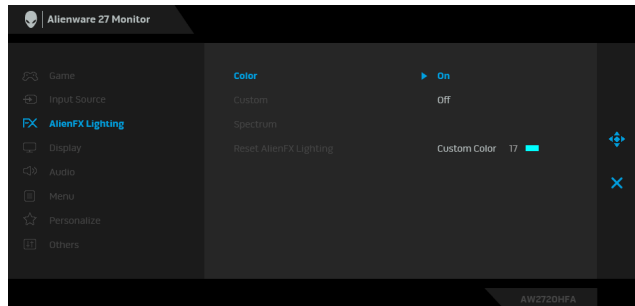 Alienware 27 Monitor
Game
Color
On
Input Source
Custom
Off
FX AlienFX Lighting
Spectrum
Display
Reset AlienFX Lighting
Custom Color 17
Audio
Menu
Personalize
Others
AW2720HFA